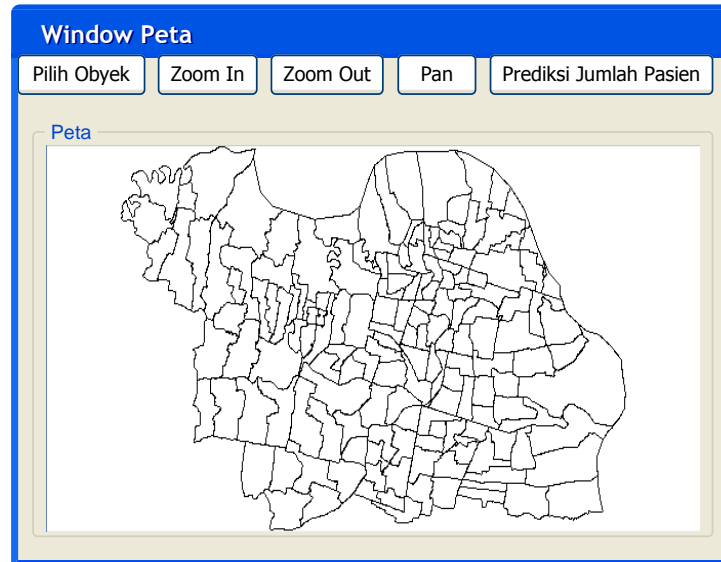 Window Peta
Pilih Obyek Zoom In Zoom Out Pan Prediksi Jumlah Pasien
Peta